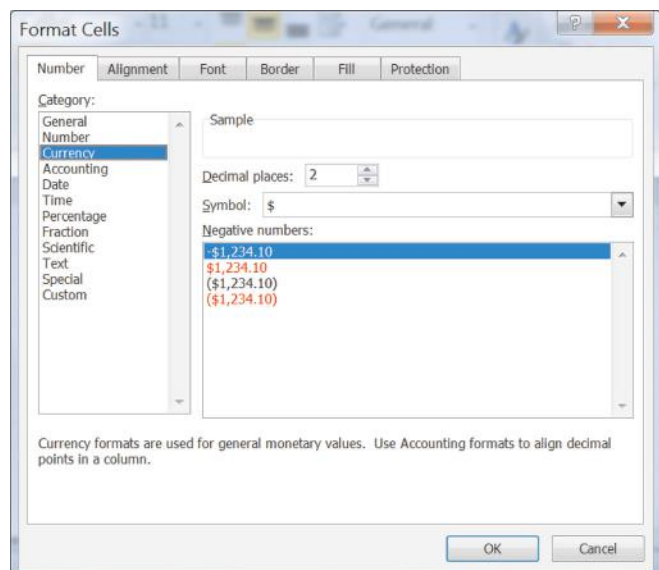 Format Cells
11
General
?
X
Number Alignment Font Border Fill Protection
Category:
General
Number
Currency
Accounting
Date
Time
Percentage
Fraction
Scientific
Text
Special
Custom
Sample
Decimal places: 2
Symbol: $
Negative numbers:
-$1,234.10
$1,234.10
($1,234.10)
($1,234.10)
Currency formats are used for general monetary values. Use Accounting formats to align decimal
points in a column.
OK Cancel